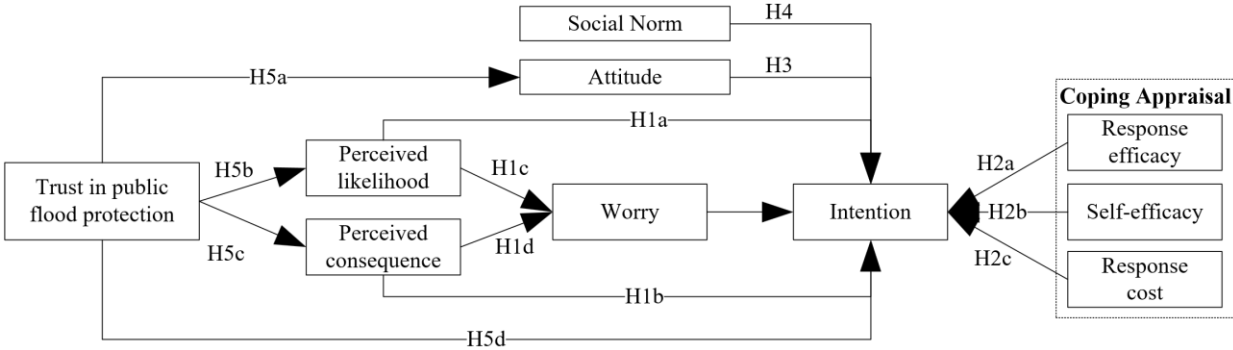 Social Norm
H4
Attitude
H3
H5a
Coping Appraisal
H1a
Response
efficacy
Perceived
likelihood
H5b
H1c
H2a
Trust in public
flood protection
Worry
Intention
H2b
Self-efficacy
Perceived
consequence
H5c
H1d
H2c
Response
cost
H1b
H5d